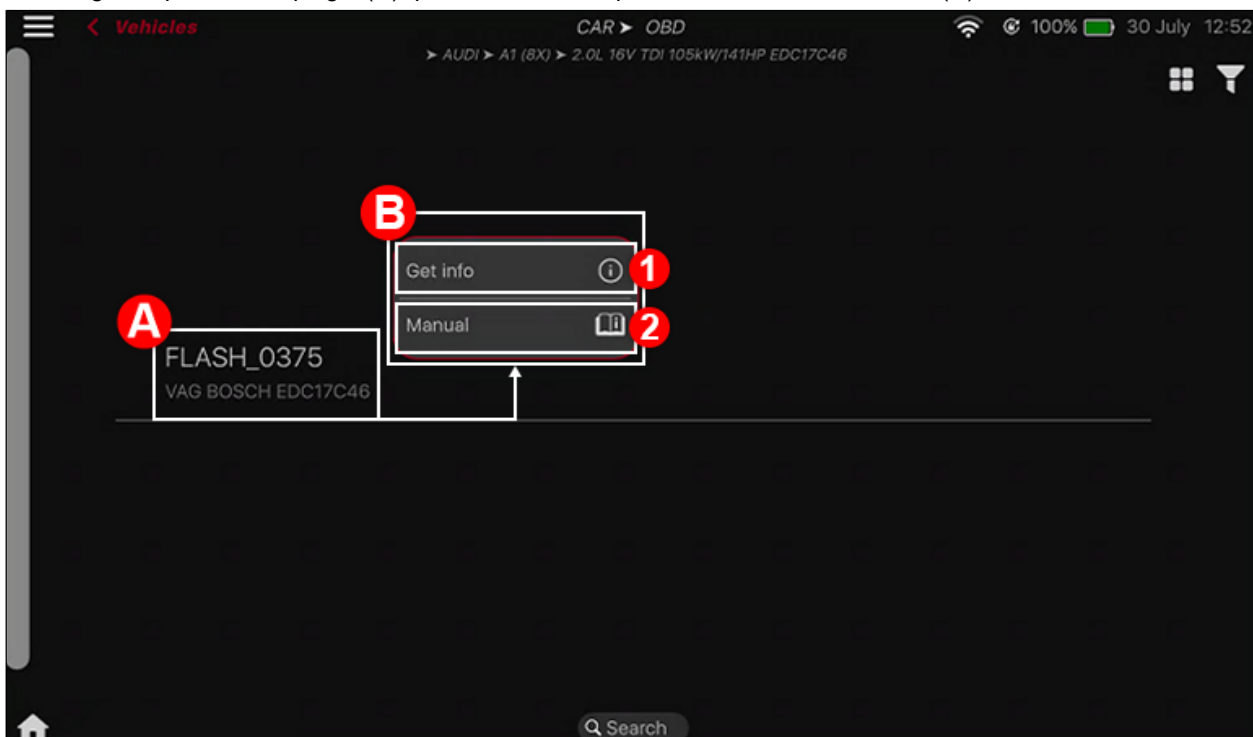 < Vehicles
CAR ➤ OBD
100% 30 July 12:52
➤ AUDI ➤ A1 (8X) ➤ 2.0L 16V TDI 105kW/141HP EDC17C46
B
Get info
1
Manual
2
A
FLASH_0375
VAG BOSCH EDC17C46
Search